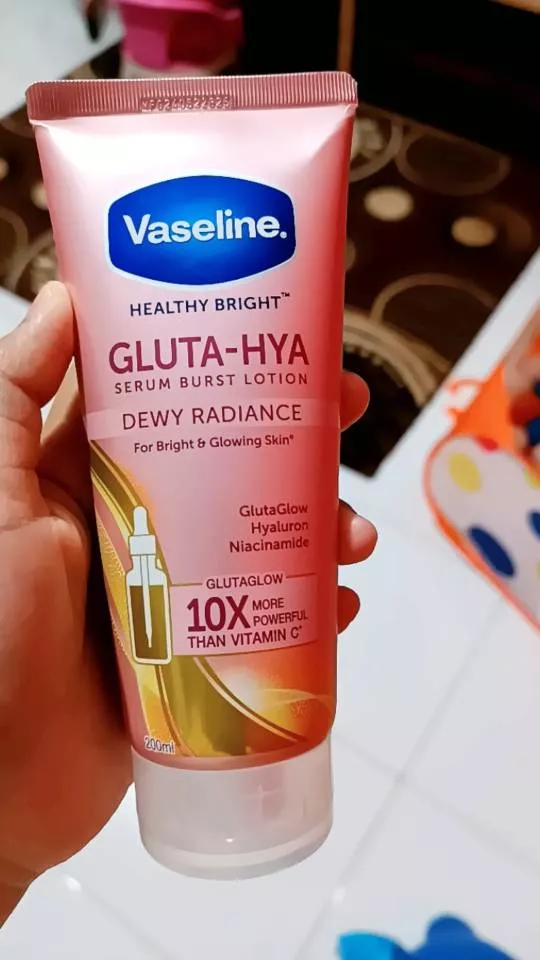 Vaseline.
HEALTHY BRIGHT™
GLUTA-HYA
SERUM BURST LOTION
DEWY RADIANCE
For Bright & Glowing Skin*
GlutaGlow
Hyaluron
Niacinamide
GLUTAGLOW
10X MORE
POWERFUL
THAN VITAMIN C*
200ml